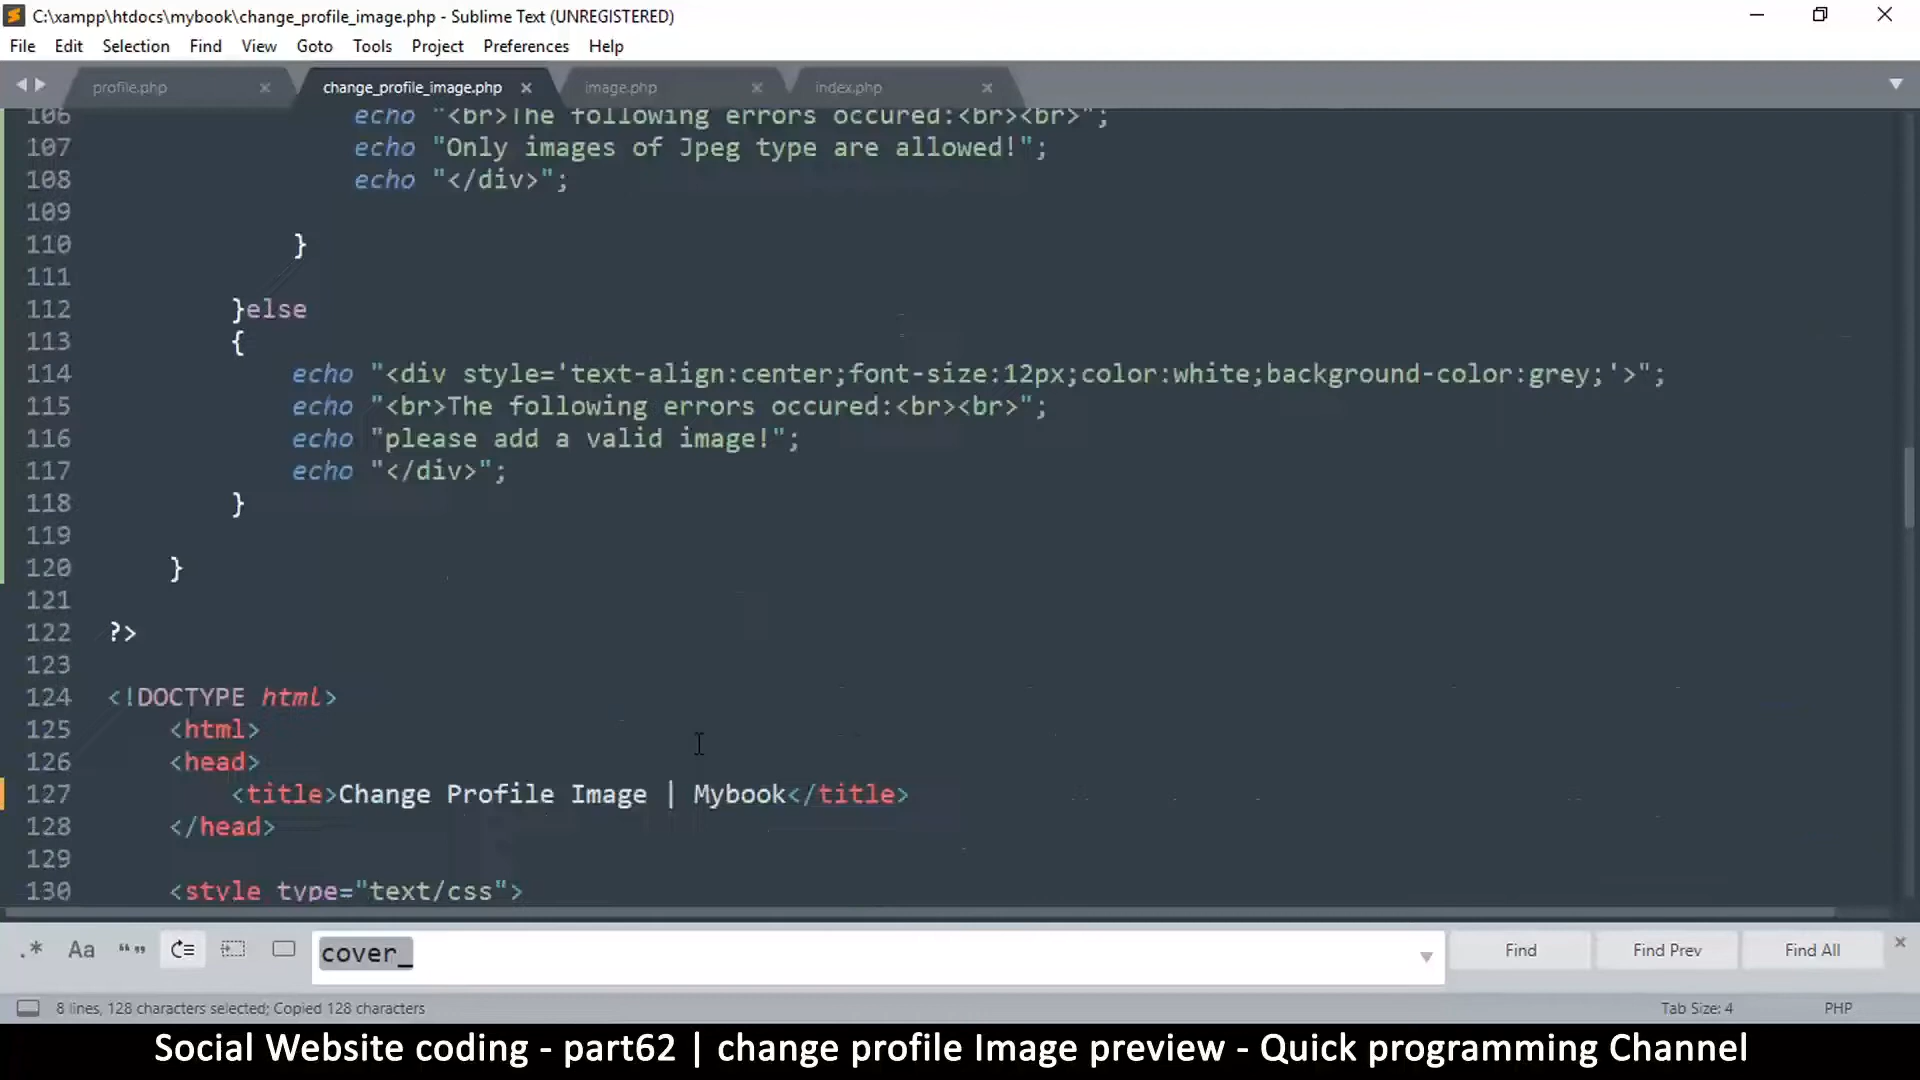 C:\xampp\htdocs\mybook\change_profile_image.php - Sublime Text (UNREGISTERED)
File Edit Selection Find View Goto Tools Project Preferences Help
profile.php × change_profile_image.php × image.php × index.php ×
106 echo "<br>The following errors occured:<br><br>";
107 echo "Only images of Jpeg type are allowed!";
108 echo "</div>";
109
110 }
111
112 }else
113 {
114 echo "<div style='text-align:center;font-size:12px;color:white;background-color:grey;'>";
115 echo "<br>The following errors occured:<br><br>";
116 echo "please add a valid image!";
117 echo "</div>";
118 }
119
120 }
121
122 ?>
123
124 <!DOCTYPE html>
125 <html>
126 <head>
127 <title>Change Profile Image | Mybook</title>
128 </head>
129
130 <style type="text/css">
.* Aa “” cover_ Find Find Prev Find All ×
8 lines, 128 characters selected; Copied 128 characters Tab Size: 4 PHP
Social Website coding - part62 | change profile Image preview - Quick programming Channel